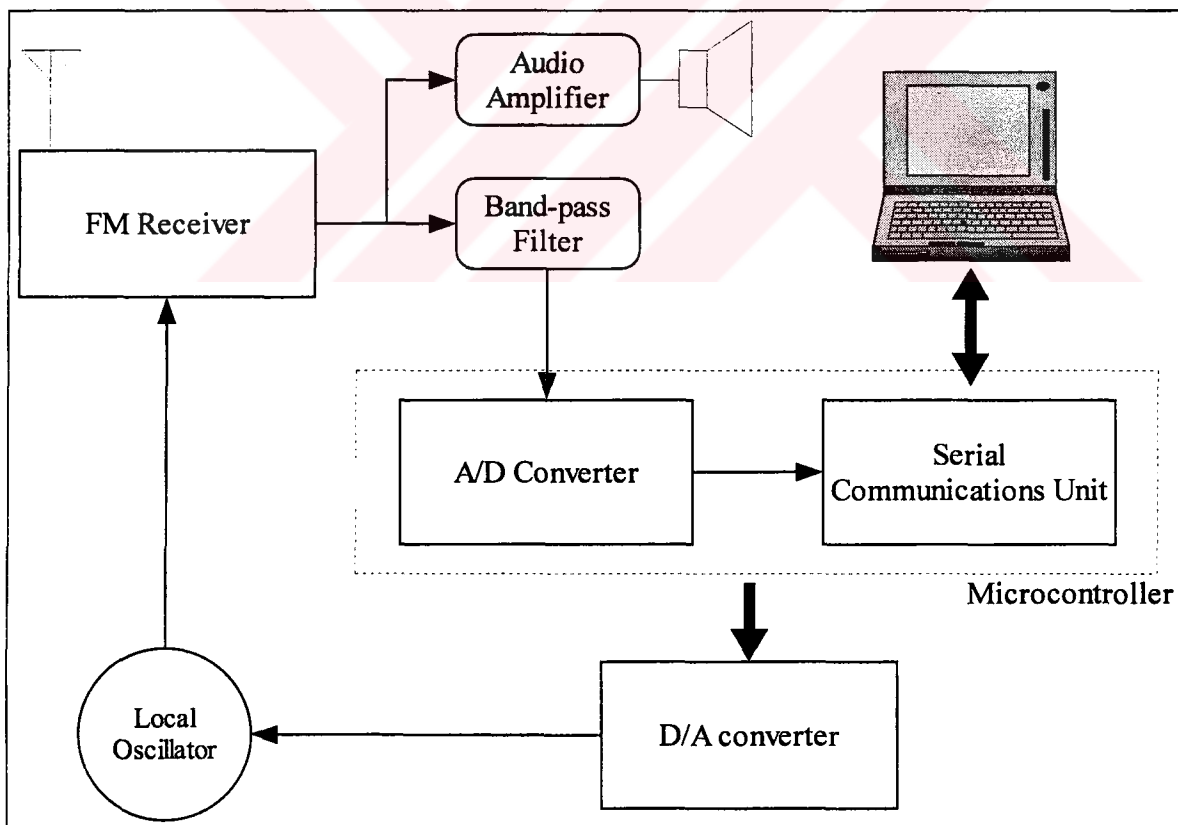 Audio
Amplifier
FM Receiver
Band-pass
Filter
A/D Converter
Serial
Communications Unit
Microcontroller
Local
Oscillator
D/A converter